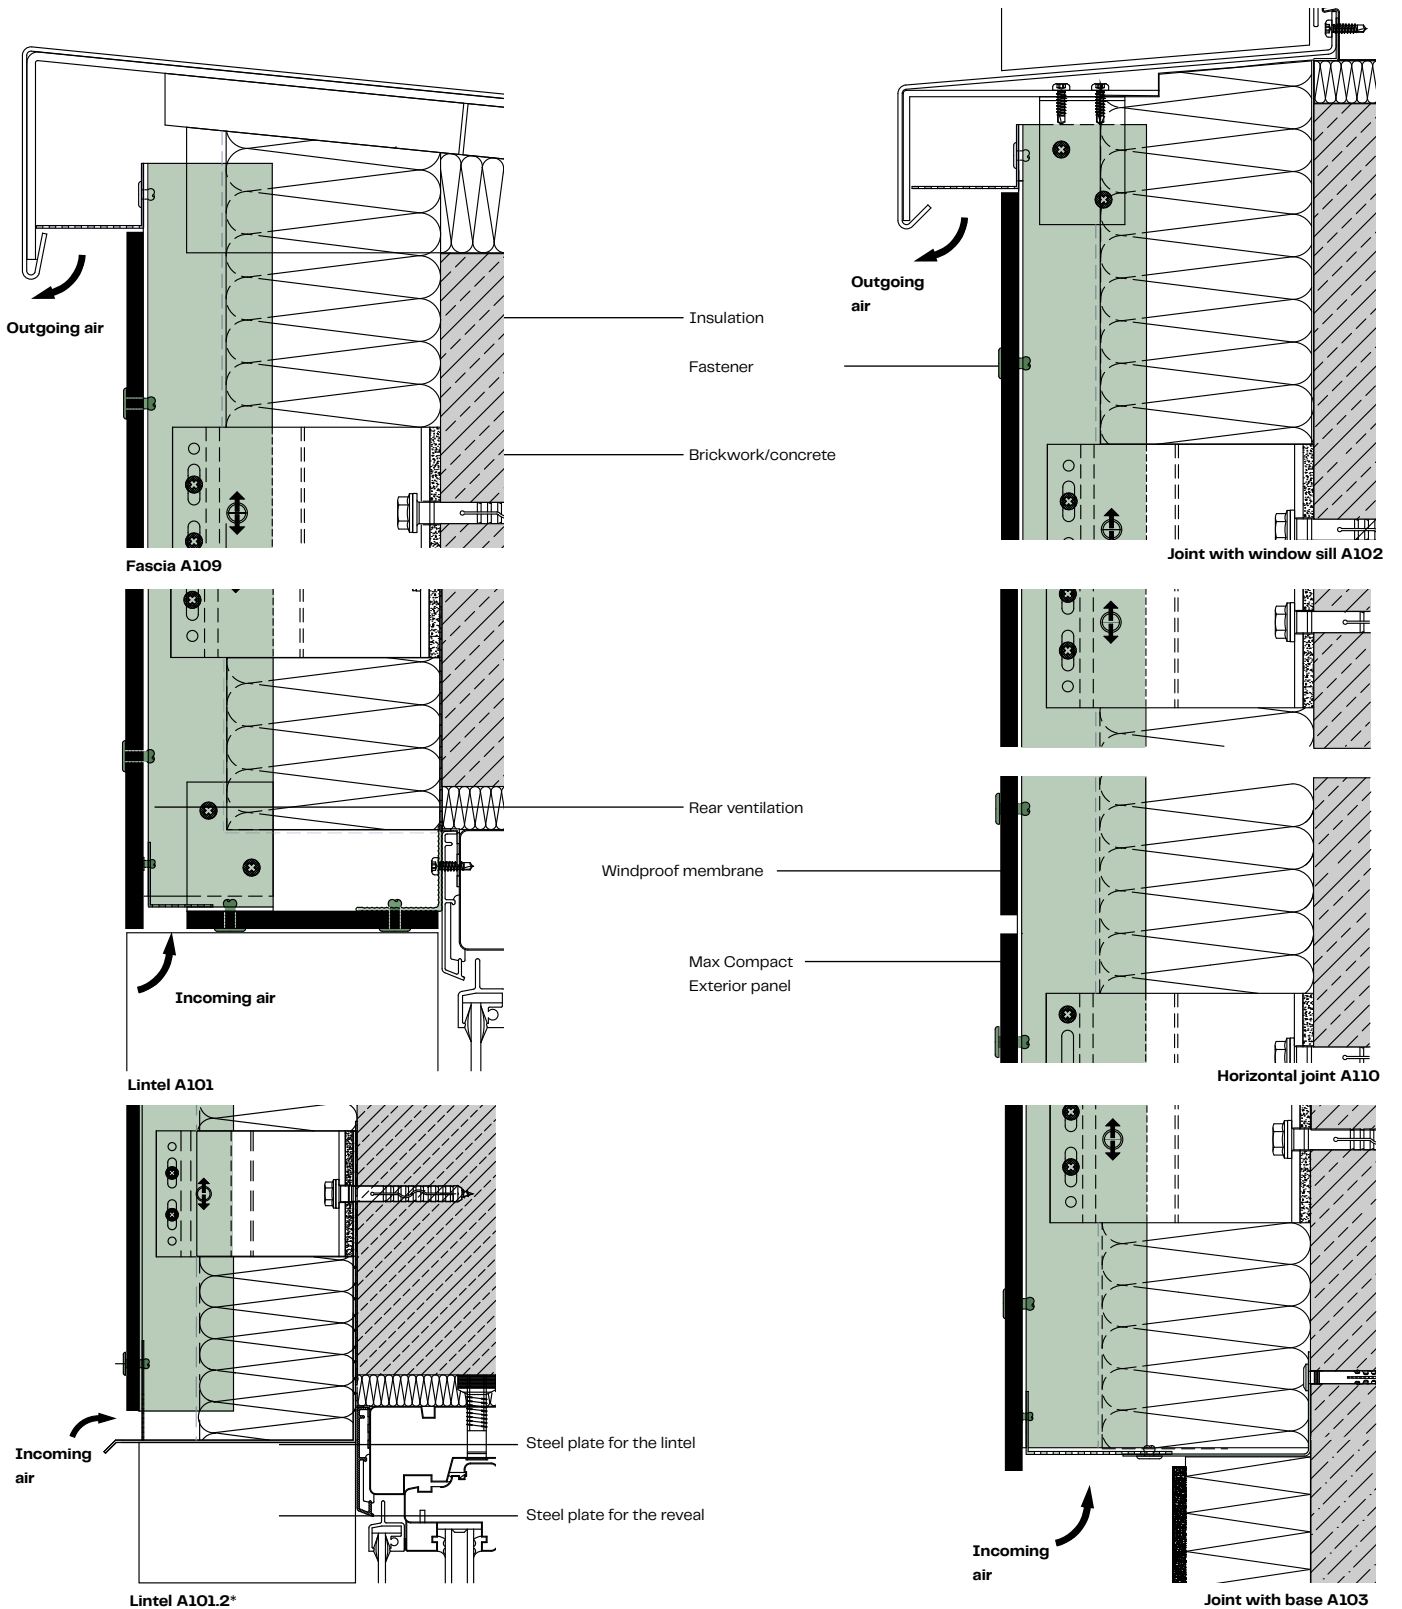 Outgoing air
Outgoing
air
Insulation
Fastener
Brickwork/concrete
Fascia A109
Joint with window sill A102
Rear ventilation
Windproof membrane
Max Compact
Exterior panel
Incoming air
Lintel A101
Horizontal joint A110
Incoming
air
Steel plate for the lintel
Steel plate for the reveal
Incoming
air
Lintel A101.2*
Joint with base A103